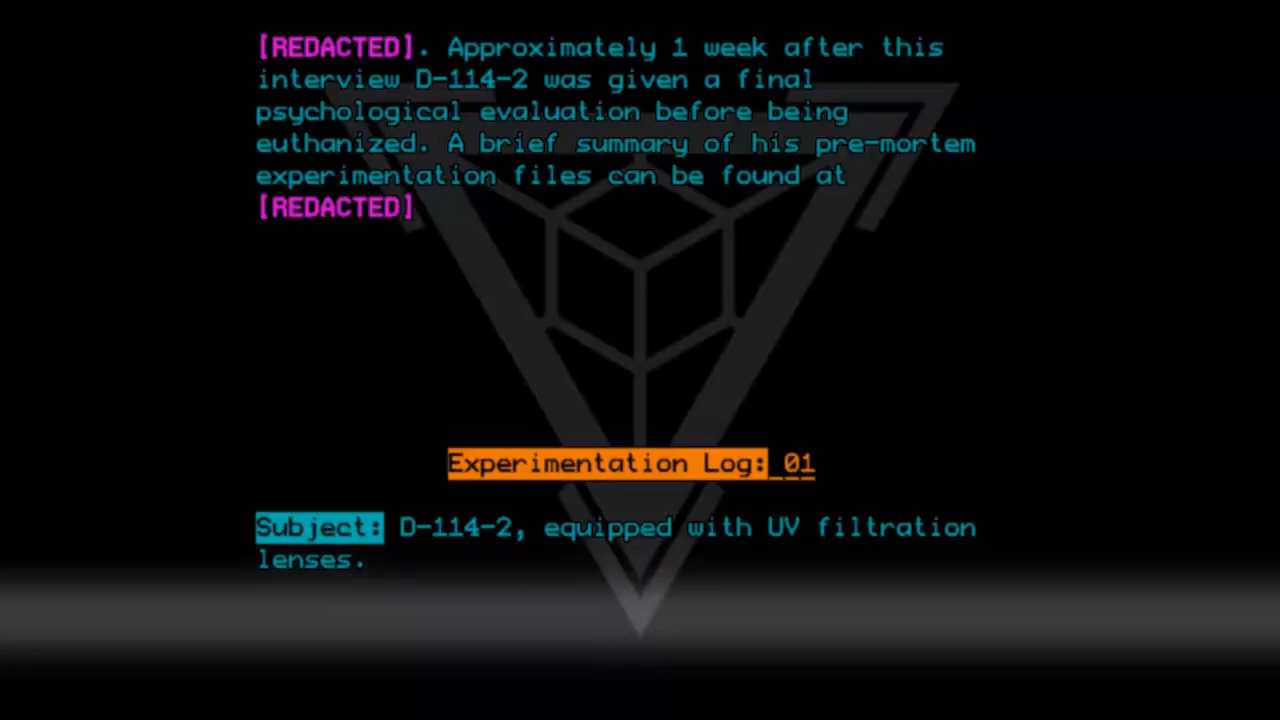 [REDACTED]. Approximately 1 week after this
interview D-114-2 was given a final
psychological evaluation before being
euthanized. A brief summary of his pre-mortem
experimentation files can be found at
[REDACTED]
Experimentation Log: 01
Subject: D-114-2, equipped with UV filtration
lenses.